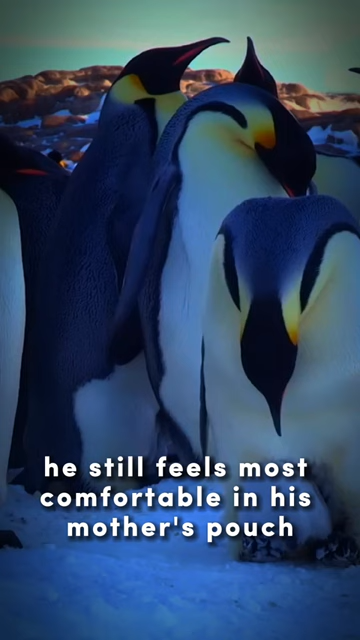 he still feels most
comfortable in his
mother's pouch